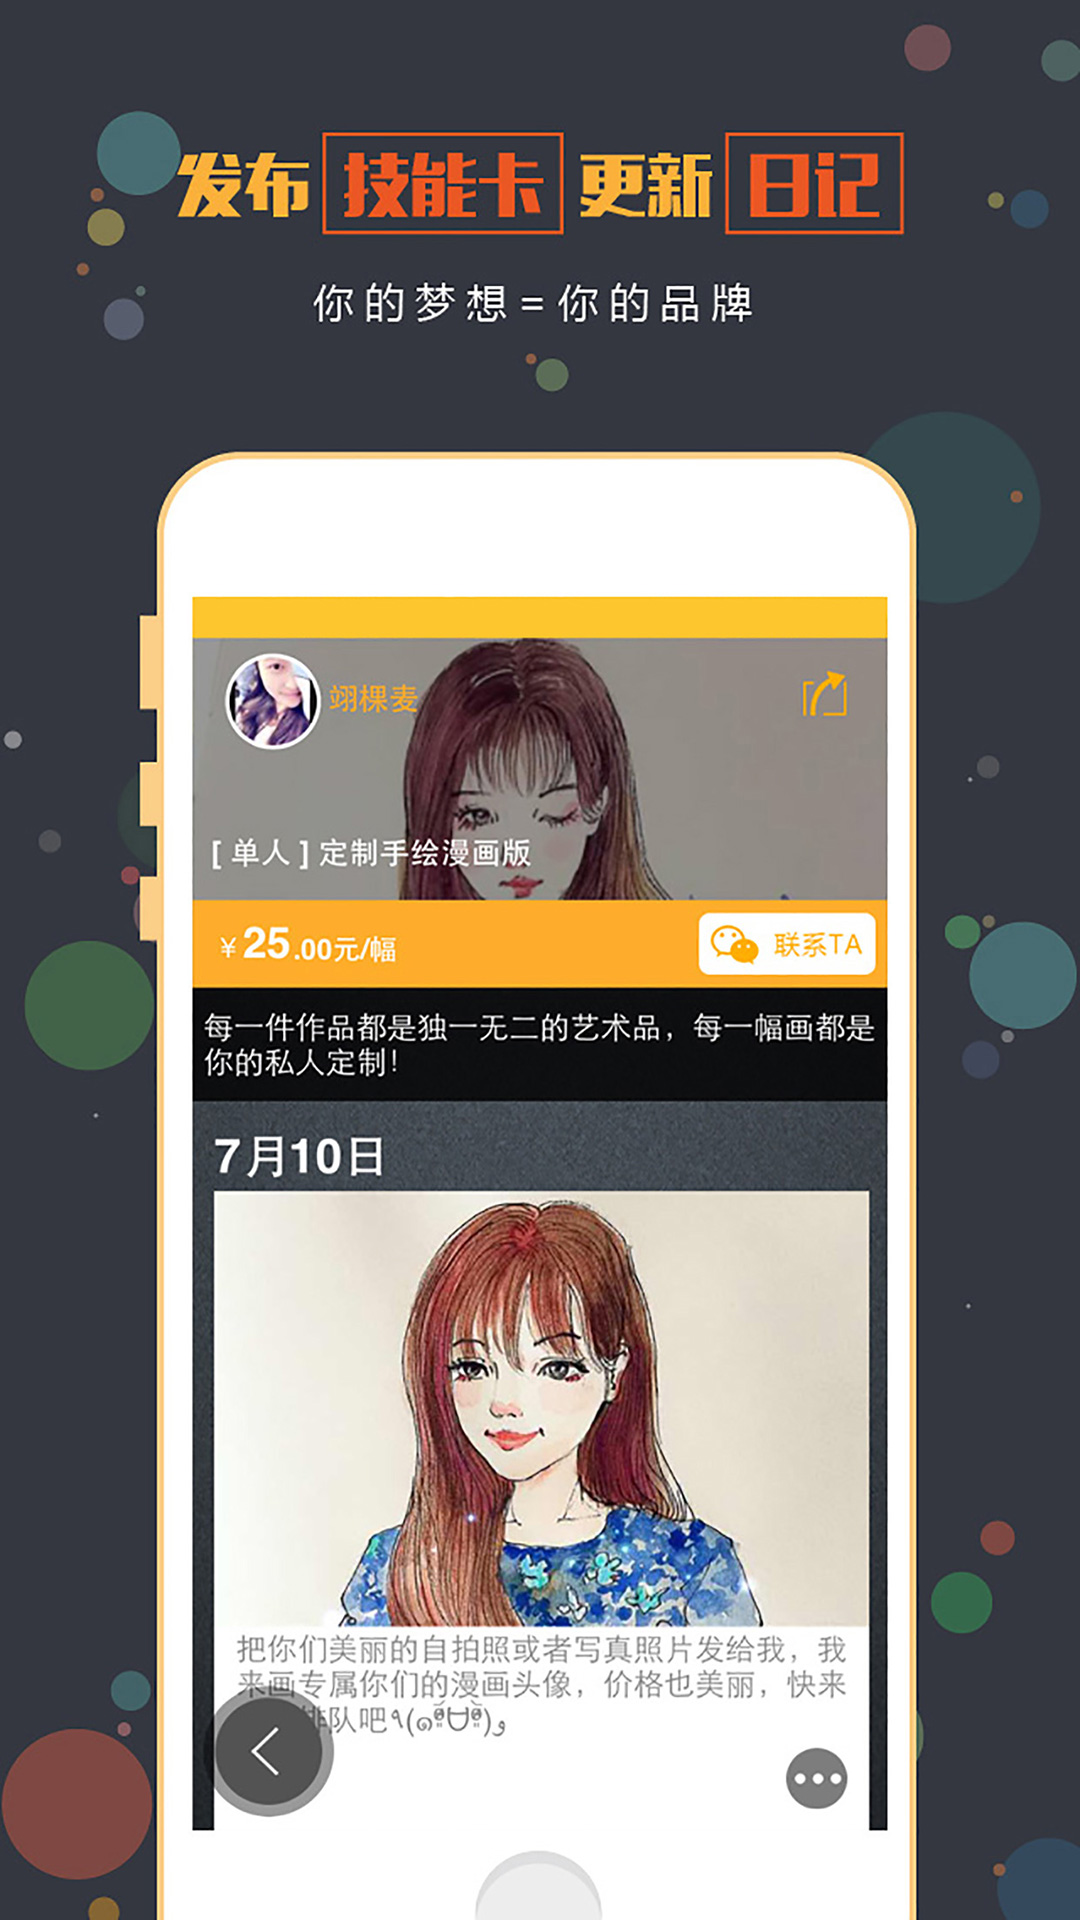 发布 技能卡 更新 日记
你的梦想=你的品牌
翊棵麦
[ 单人 ] 定制手绘漫画版
¥ 25.00元/幅
联系TA
每一件作品都是独一无二的艺术品，每一幅画都是
你的私人定制！
7月10日
把你们美丽的自拍照或者写真照片发给我，我
来画专属你们的漫画头像，价格也美丽，快来
排队吧